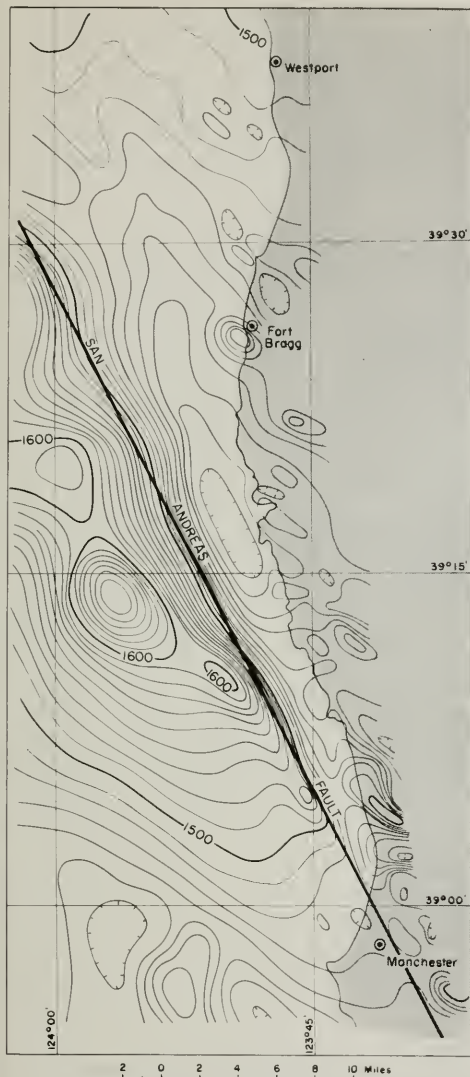 1500
Westport
39°30'
Fort
Bragg
SAN
1600
ANDREAS
39°15'
1600
1600
FAULT
1500
39°00'
Manchester
124°00'
123°45'
2 0 2 4 6 8 10 Miles